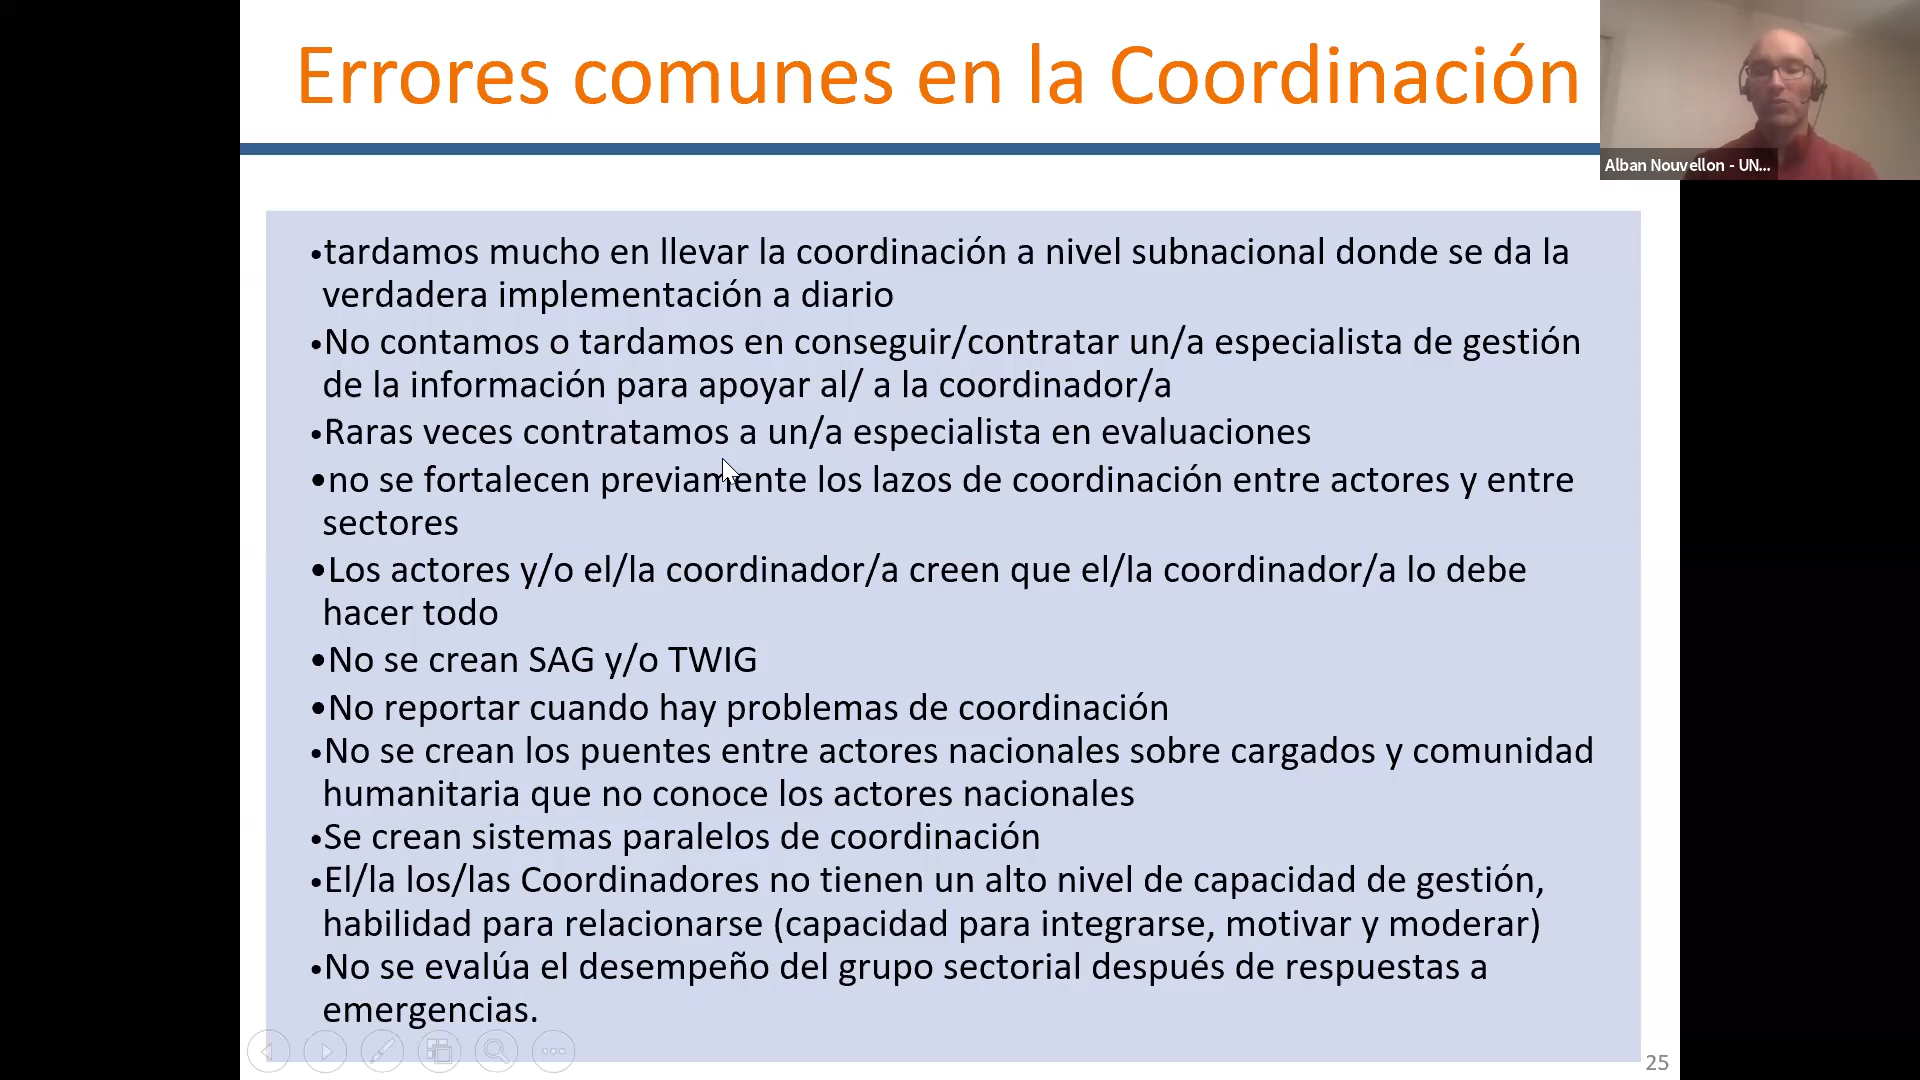 Errores comunes en la Coordinación
Alban Nouvellon - UN...
•tardamos mucho en llevar la coordinación a nivel subnacional donde se da la
verdadera implementación a diario
•No contamos o tardamos en conseguir/contratar un/a especialista de gestión
de la información para apoyar al/ a la coordinador/a
•Raras veces contratamos a un/a especialista en evaluaciones
•no se fortalecen previamente los lazos de coordinación entre actores y entre
sectores
•Los actores y/o el/la coordinador/a creen que el/la coordinador/a lo debe
hacer todo
•No se crean SAG y/o TWIG
•No reportar cuando hay problemas de coordinación
•No se crean los puentes entre actores nacionales sobre cargados y comunidad
humanitaria que no conoce los actores nacionales
•Se crean sistemas paralelos de coordinación
•El/la los/las Coordinadores no tienen un alto nivel de capacidad de gestión,
habilidad para relacionarse (capacidad para integrarse, motivar y moderar)
•No se evalúa el desempeño del grupo sectorial después de respuestas a
emergencias.
25